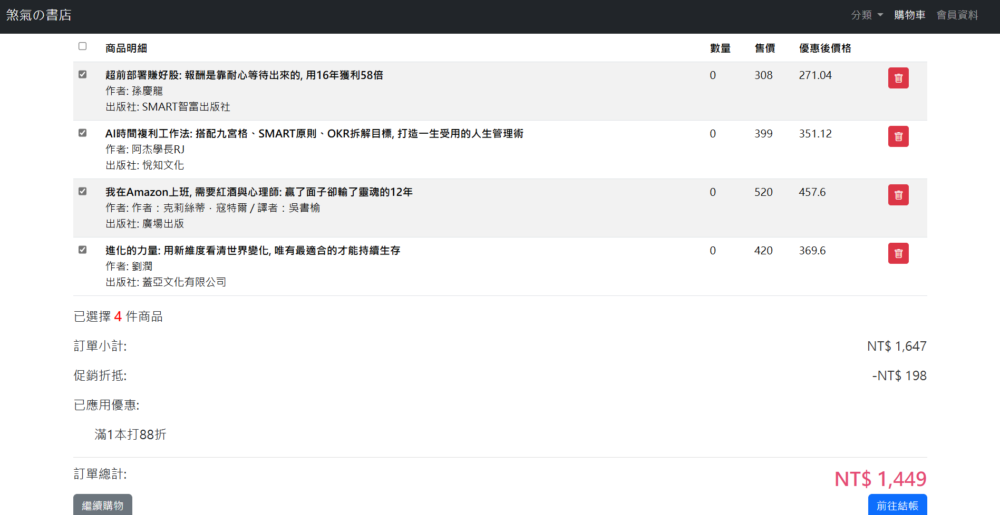 煞氣の書店
分類 購物車 會員資料
商品明細 數量 售價 優惠後價格
超前部署賺好股: 報酬是靠耐心等待出來的, 用16年獲利58倍 0 308 271.04
作者: 孫慶龍
出版社: SMART智富出版社
AI時間複利工作法: 搭配九宮格、SMART原則、OKR拆解目標, 打造一生受用的人生管理術 0 399 351.12
作者: 阿杰學長RJ
出版社: 悅知文化
我在Amazon上班, 需要紅酒與心理師: 贏了面子卻輸了靈魂的12年 0 520 457.6
作者: 作者：克莉絲蒂．寇特爾 / 譯者：吳書榆
出版社: 廣場出版
進化的力量: 用新維度看清世界變化, 唯有最適合的才能持續生存 0 420 369.6
作者: 劉潤
出版社: 蓋亞文化有限公司
已選擇 4 件商品
訂單小計: NT$ 1,647
促銷折抵: -NT$ 198
已應用優惠:
滿1本打88折
訂單總計: NT$ 1,449
繼續購物 前往結帳